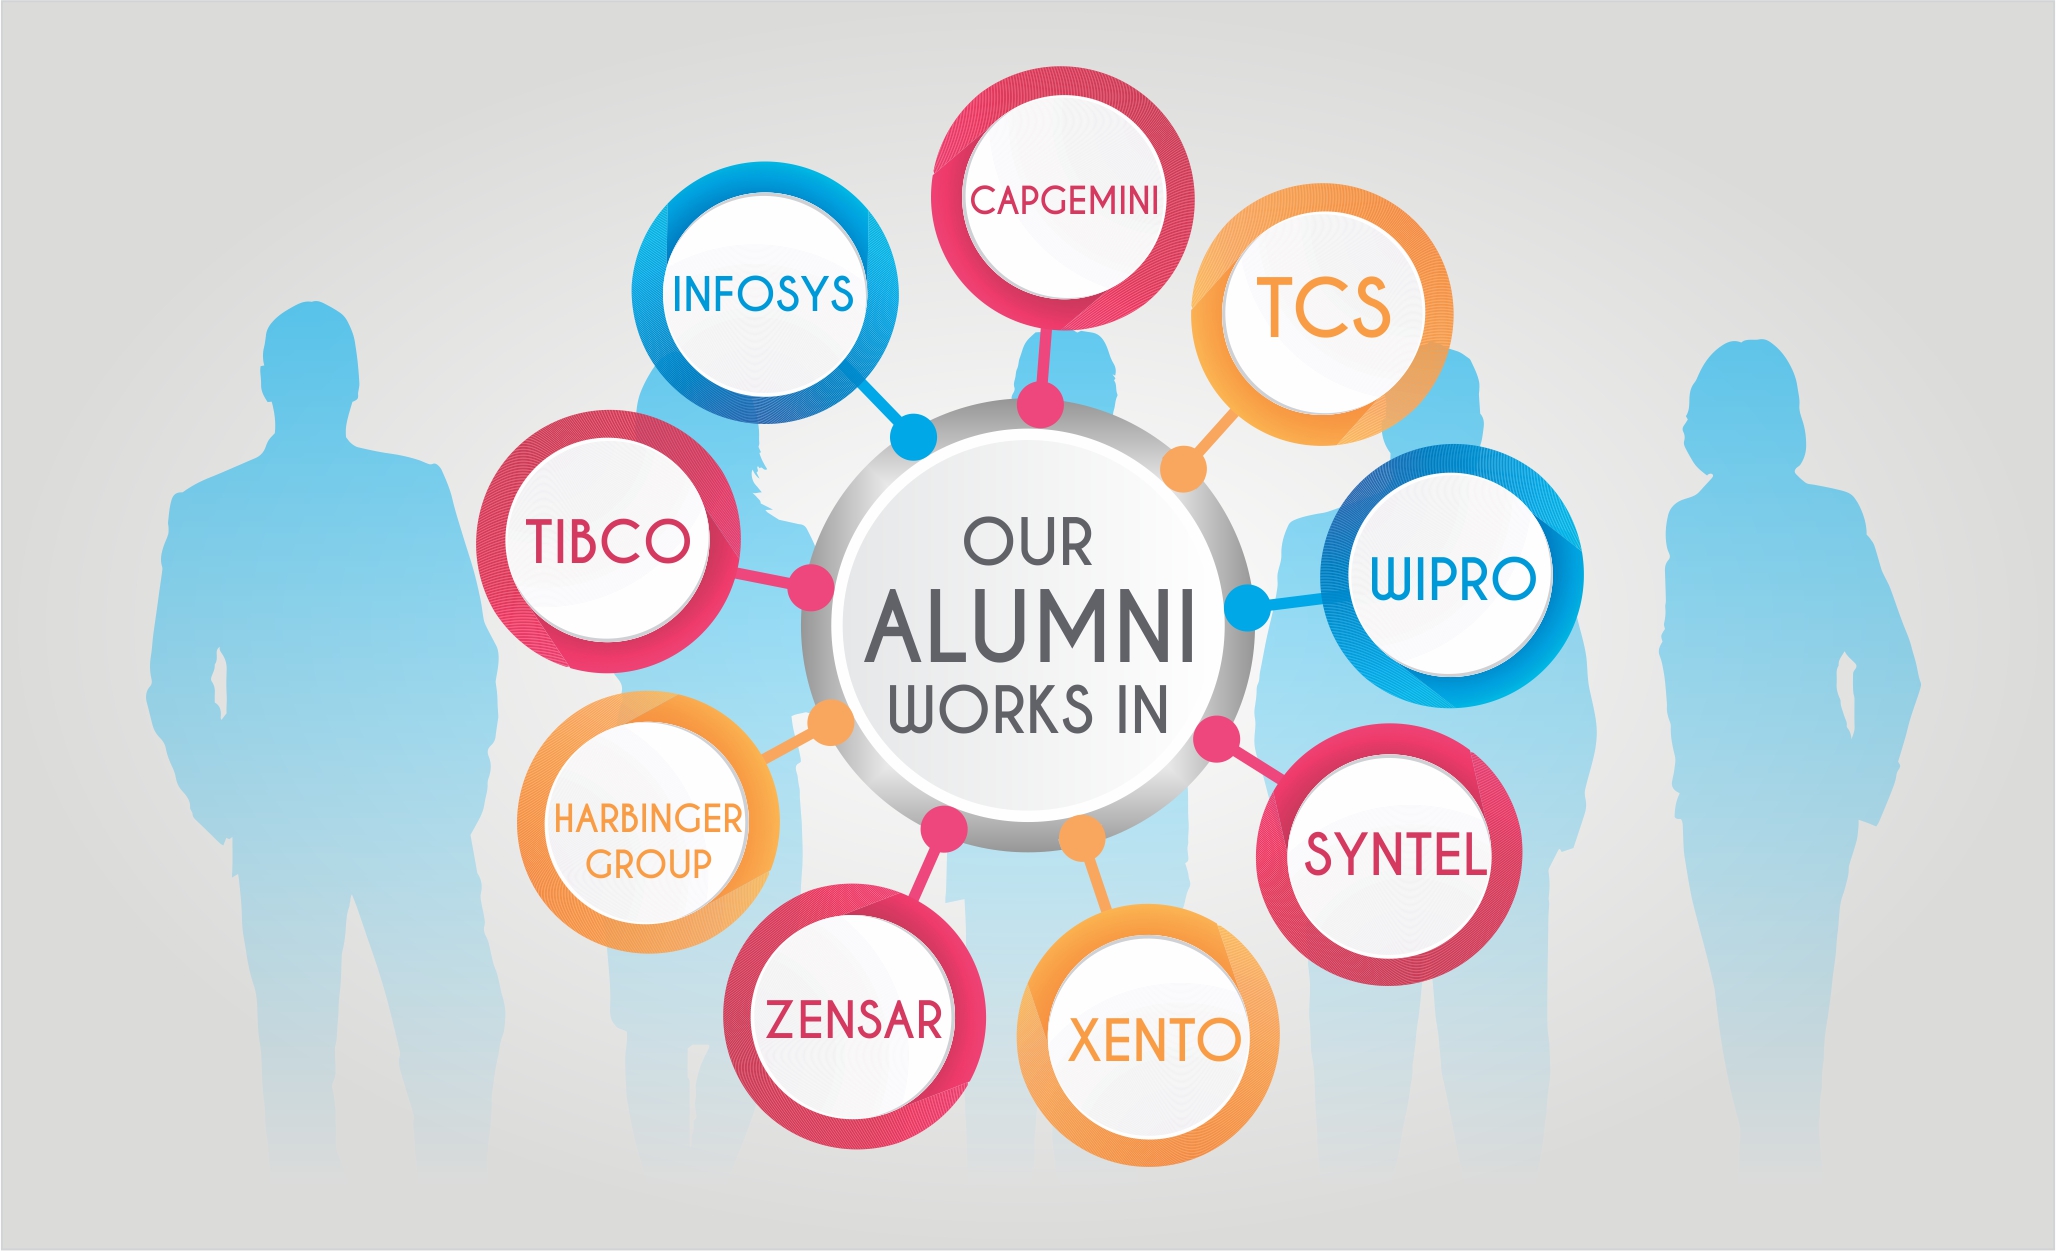 CAPGEMINI
INFOSYS
TCS
TIBCO
WIPRO
OUR
ALUMNI
WORKS IN
HARBINGER
GROUP
SYNTEL
ZENSAR
XENTO